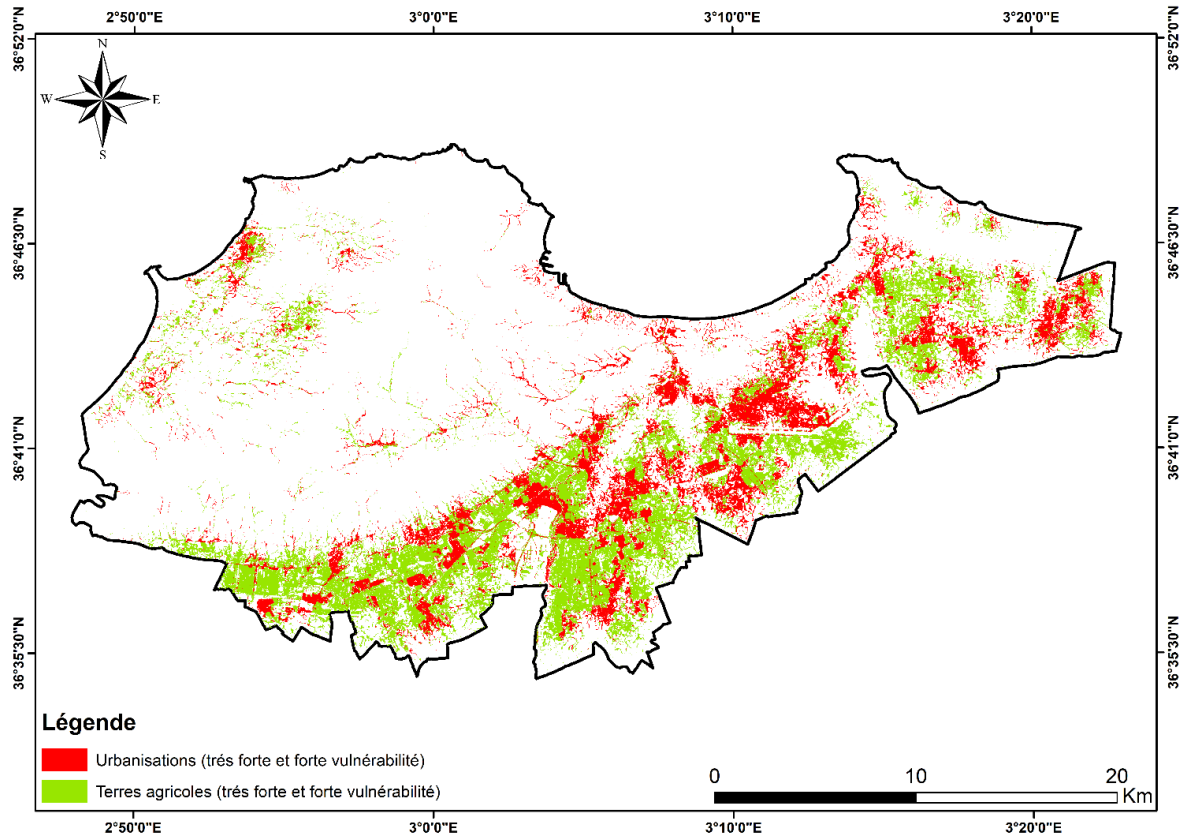 2°50'0"E 3°0'0"E 3°10'0"E 3°20'0"E
36°52'0"N 36°52'0"N
N
W E
S
36°46'30"N 36°46'30"N
36°41'0"N 36°41'0"N
36°35'30"N 36°35'30"N
Légende
Urbanisations (trés forte et forte vulnérabilité)
Terres agricoles (trés forte et forte vulnérabilité)
0 10 20
Km
2°50'0"E 3°0'0"E 3°10'0"E 3°20'0"E